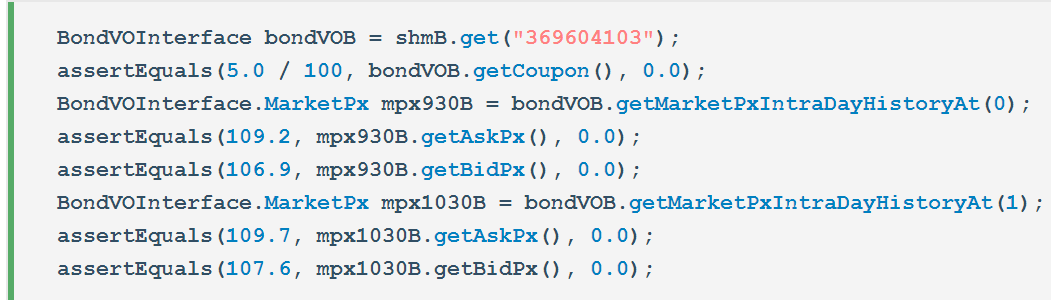 BondVOInterface bondVOB = shmB.get("369604103");
assertEquals(5.0 / 100, bondVOB.getCoupon(), 0.0);
BondVOInterface.MarketPx mpx930B = bondVOB.getMarketPxIntraDayHistoryAt(0);
assertEquals(109.2, mpx930B.getAskPx(), 0.0);
assertEquals(106.9, mpx930B.getBidPx(), 0.0);
BondVOInterface.MarketPx mpx1030B = bondVOB.getMarketPxIntraDayHistoryAt(1);
assertEquals(109.7, mpx1030B.getAskPx(), 0.0);
assertEquals(107.6, mpx1030B.getBidPx(), 0.0);